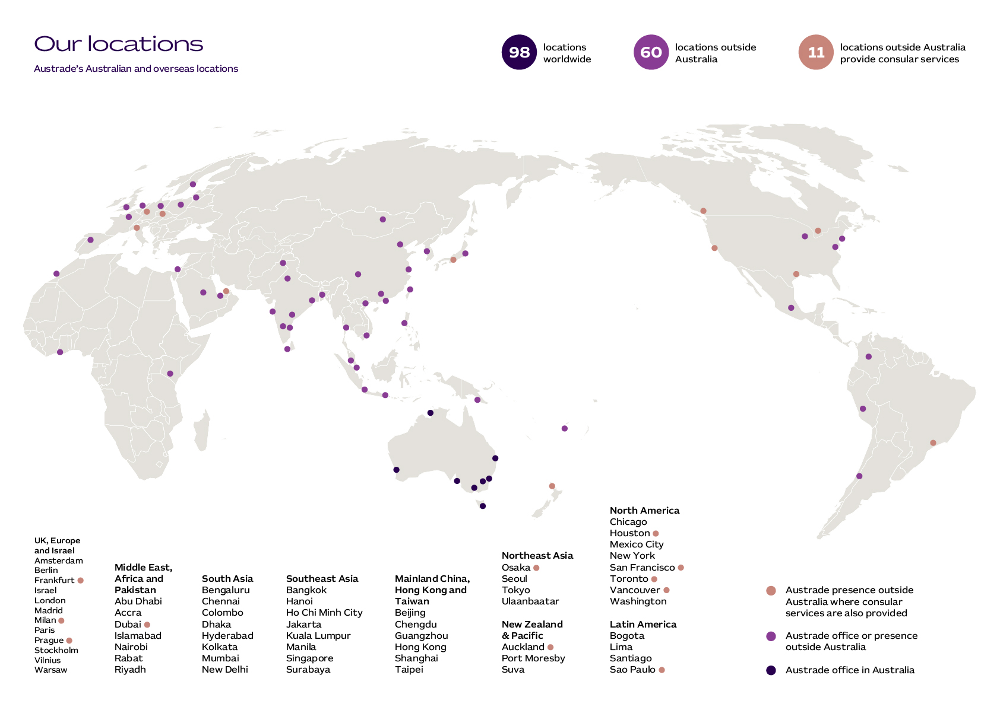 Our locations
Austrade's Australian and overseas locations
98
locations
worldwide
60
locations outside
Australia
11
locations outside Australia
provide consular services
UK, Europe
and Israel
Amsterdam
Berlin
Frankfurt
Israel
London
Madrid
Milan
Paris
Prague
Stockholm
Vilnius
Warsaw
Middle East,
Africa and
Pakistan
Abu Dhabi
Accra
Dubai
Islamabad
Nairobi
Rabat
Riyadh
South Asia
Bengaluru
Chennai
Colombo
Dhaka
Hyderabad
Kolkata
Mumbai
New Delhi
Southeast Asia
Bangkok
Hanoi
Ho Chi Minh City
Jakarta
Kuala Lumpur
Manila
Singapore
Surabaya
Mainland China,
Hong Kong and
Taiwan
Beijing
Chengdu
Guangzhou
Hong Kong
Shanghai
Taipei
Northeast Asia
Osaka
Seoul
Tokyo
Ulaanbaatar
New Zealand
& Pacific
Auckland
Port Moresby
Suva
North America
Chicago
Houston
Mexico City
New York
San Francisco
Toronto
Vancouver
Washington
Latin America
Bogota
Lima
Santiago
Sao Paulo
Austrade presence outside
Australia where consular
services are also provided
Austrade office or presence
outside Australia
Austrade office in Australia